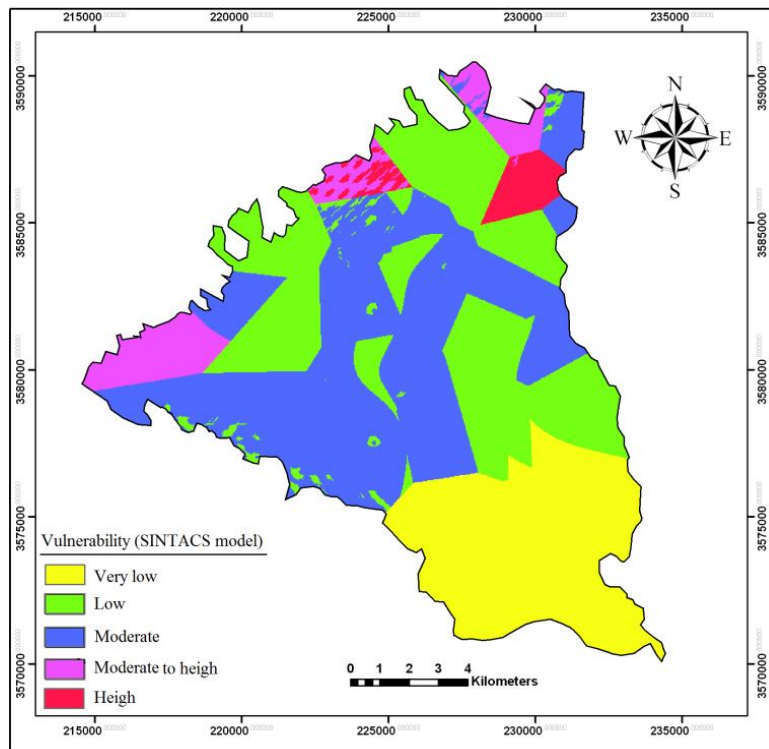 215000 220000 225000 230000 235000
3590000 3590000
N
W E
S
3585000 3585000
3580000 3580000
3575000 3575000
Vulnerability (SINTACS model)
Very low
Low
Moderate
Moderate to heigh
Heigh
3570000 3570000
0 1 2 3 4
Kilometers
215000 220000 225000 230000 235000